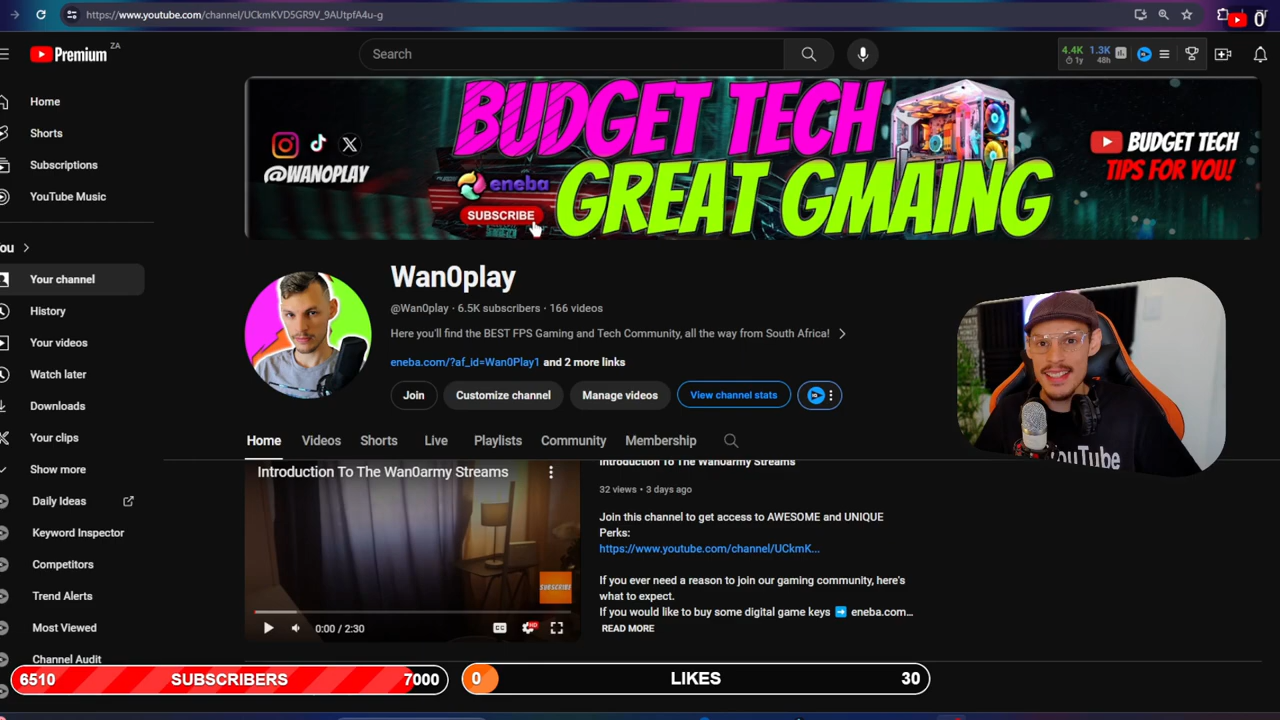 https://www.youtube.com/channel/UCkmKVD5GR9V_9AUtpfA4u-g
0
Premium ZA
Search
4.4K 1.3K
1y 48h
Home
Shorts
Subscriptions
YouTube Music
You
Your channel
History
Your videos
Watch later
Downloads
Your clips
Show more
Daily Ideas
Keyword Inspector
Competitors
Trend Alerts
Most Viewed
Channel Audit
@WANOPLAY
BUDGET TECH
GREAT GMAING
eneba
SUBSCRIBE
BUDGET TECH
TIPS FOR YOU!
Wan0play
@Wan0play · 6.5K subscribers · 166 videos
Here you'll find the BEST FPS Gaming and Tech Community, all the way from South Africa!
eneba.com/?af_id=Wan0Play1 and 2 more links
Join Customize channel Manage videos View channel stats
YouTube
Home Videos Shorts Live Playlists Community Membership
Introduction To The Wan0army Streams
SUBSCRIBE
0:00 / 2:30
CC
HD
Introduction To The Wan0army Streams
32 views · 3 days ago
Join this channel to get access to AWESOME and UNIQUE
Perks:
https://www.youtube.com/channel/UCkmK...
If you ever need a reason to join our gaming community, here's
what to expect.
If you would like to buy some digital game keys ➡ eneba.com...
READ MORE
6510 SUBSCRIBERS 7000
0 LIKES 30